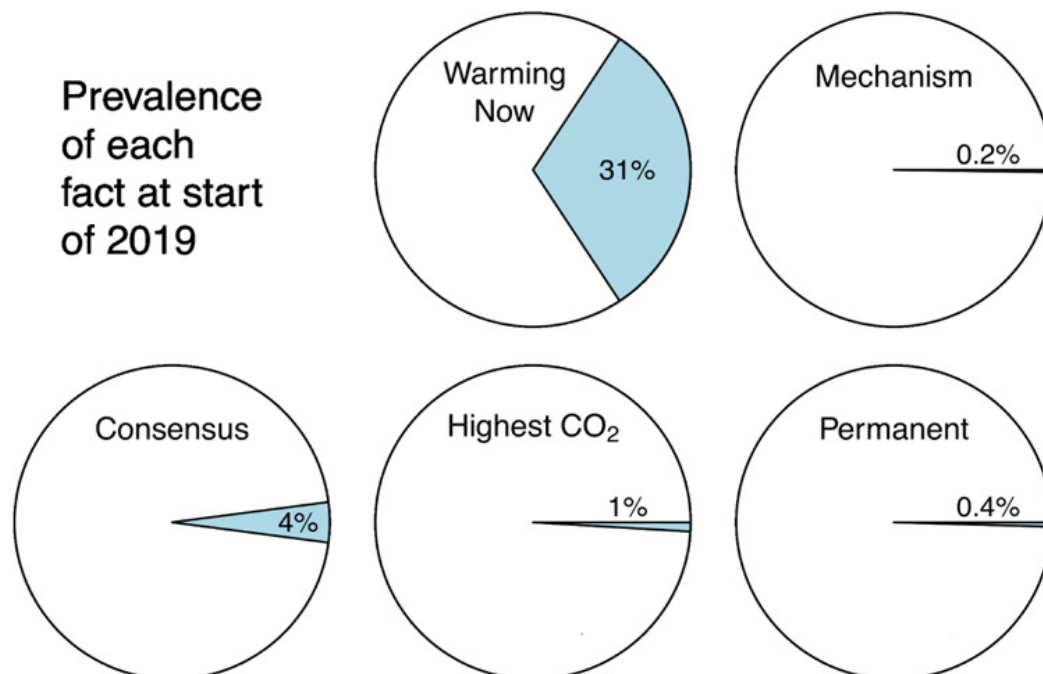 Prevalence
of each
fact at start
of 2019
Warming
Now
31%
Mechanism
0.2%
Consensus
4%
Highest CO₂
1%
Permanent
0.4%